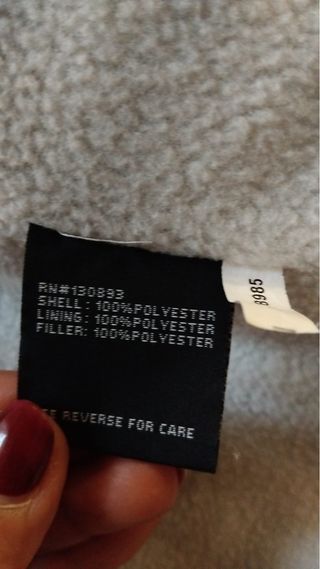 RN#130893
SHELL: 100%POLYESTER
LINING: 100%POLYESTER
FILLER: 100%POLYESTER
REVERSE FOR CARE
8985